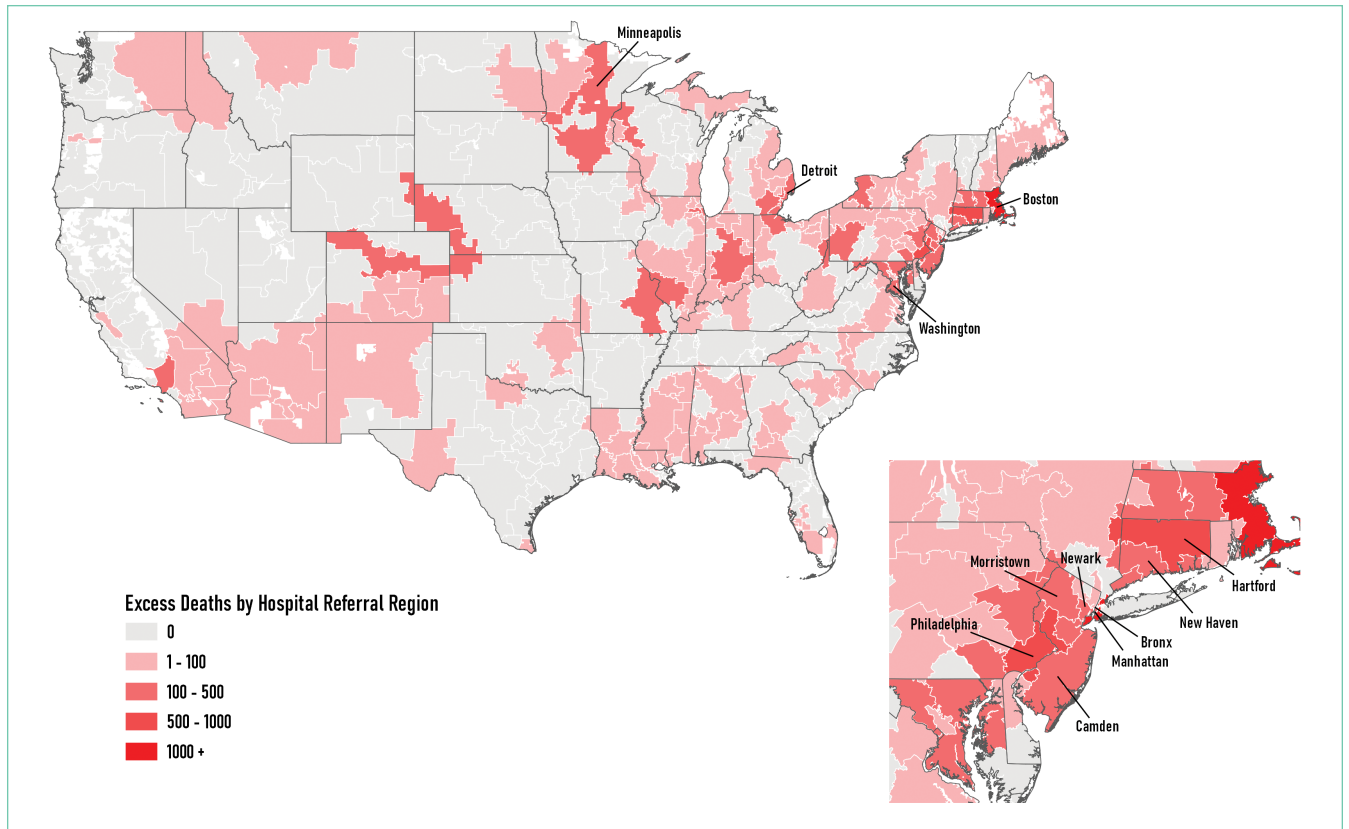 Minneapolis
Detroit
Boston
Washington
Morristown
Newark
Hartford
Philadelphia
New Haven
Bronx
Manhattan
Camden
Excess Deaths by Hospital Referral Region
0
1 - 100
100 - 500
500 - 1000
1000 +